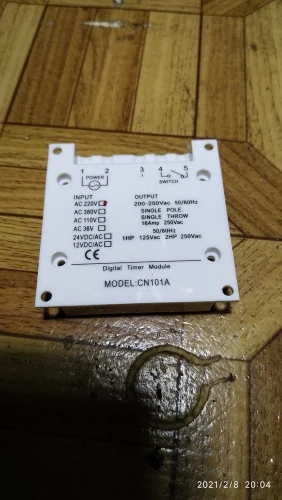 1 2 3 4 5
POWER
SWITCH
INPUT
AC 220V
AC 380V
AC 110V
AC 36V
24VDC/AC
12VDC/AC
OUTPUT
200-250Vac 50/60Hz
SINGLE POLE
SINGLE THROW
16Amp 250Vac
50/60Hz
1HP 125Vac 2HP 250Vac
CE
Digital Timer Module
MODEL:CN101A
2021/2/8 20:04